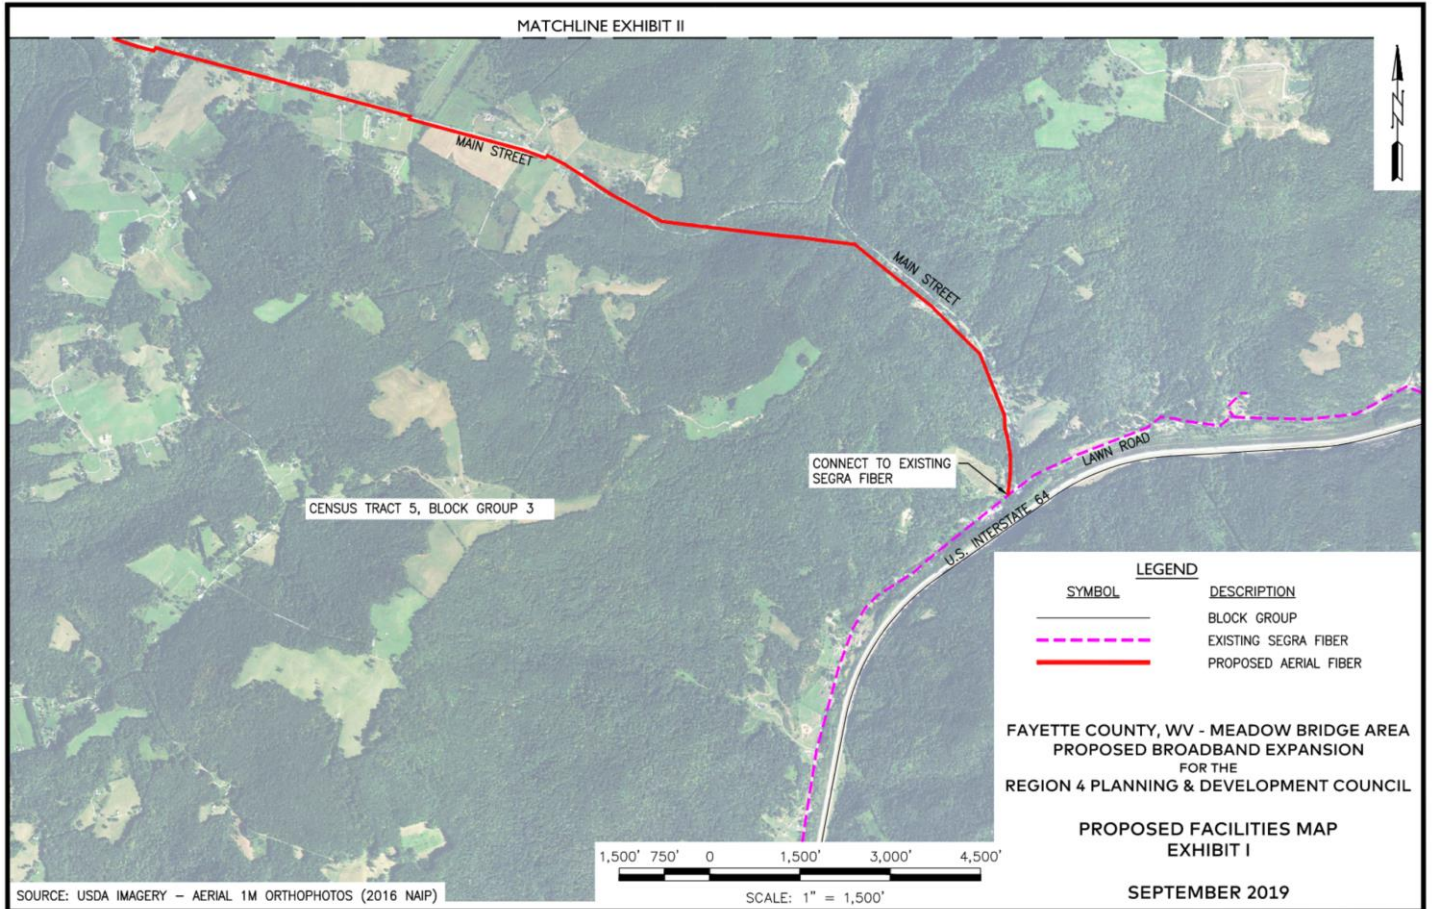 MATCHLINE EXHIBIT II
N
MAIN STREET
MAIN STREET
LAWN ROAD
CONNECT TO EXISTING
SEGRA FIBER
U.S. INTERSTATE 64
CENSUS TRACT 5, BLOCK GROUP 3
LEGEND
SYMBOL DESCRIPTION
BLOCK GROUP
EXISTING SEGRA FIBER
PROPOSED AERIAL FIBER
FAYETTE COUNTY, WV - MEADOW BRIDGE AREA
PROPOSED BROADBAND EXPANSION
FOR THE
REGION 4 PLANNING & DEVELOPMENT COUNCIL
PROPOSED FACILITIES MAP
EXHIBIT I
SEPTEMBER 2019
1,500' 750' 0 1,500' 3,000' 4,500'
SCALE: 1" = 1,500'
SOURCE: USDA IMAGERY – AERIAL 1M ORTHOPHOTOS (2016 NAIP)